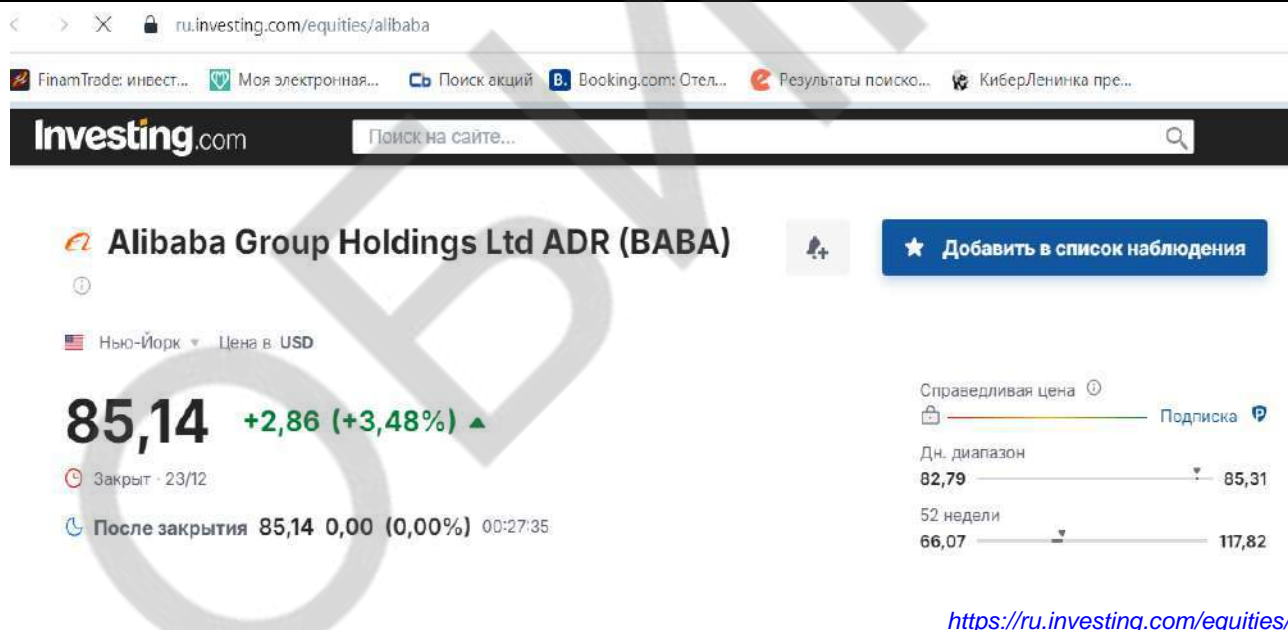 ru.investing.com/equities/alibaba
FinamTrade: инвест... Моя электронная... Сь Поиск акций B. Booking.com: Отел... Результаты поиско... КиберЛенинка пре...
Investing.com Поиск на сайте...
Alibaba Group Holdings Ltd ADR (BABA)
Добавить в список наблюдения
Нью-Йорк Цена в USD
85,14 +2,86 (+3,48%)
Закрыт · 23/12
После закрытия 85,14 0,00 (0,00%) 00:27:35
Справедливая цена
Подписка P
Дн. диапазон
82,79 85,31
52 недели
66,07 117,82
https://ru.investing.com/equities/